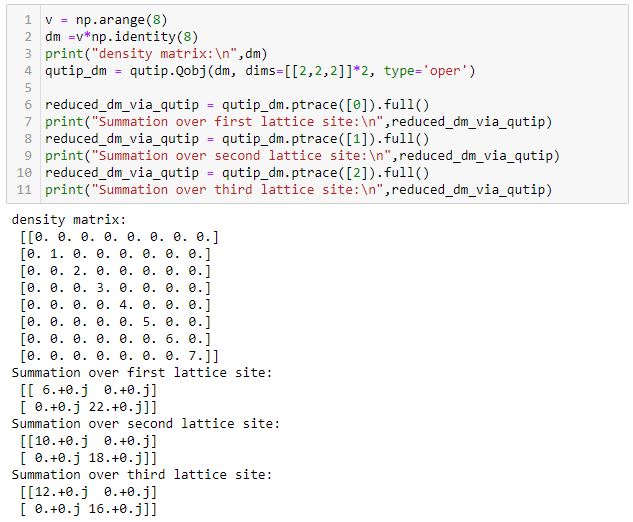 1 v = np.arange(8)
2 dm =v*np.identity(8)
3 print("density matrix:\n",dm)
4 qutip_dm = qutip.Qobj(dm, dims=[[2,2,2]]*2, type='oper')
5
6 reduced_dm_via_qutip = qutip_dm.ptrace([0]).full()
7 print("Summation over first lattice site:\n",reduced_dm_via_qutip)
8 reduced_dm_via_qutip = qutip_dm.ptrace([1]).full()
9 print("Summation over second lattice site:\n",reduced_dm_via_qutip)
10 reduced_dm_via_qutip = qutip_dm.ptrace([2]).full()
11 print("Summation over third lattice site:\n",reduced_dm_via_qutip)
density matrix:
[[0. 0. 0. 0. 0. 0. 0. 0.]
[0. 1. 0. 0. 0. 0. 0. 0.]
[0. 0. 2. 0. 0. 0. 0. 0.]
[0. 0. 0. 3. 0. 0. 0. 0.]
[0. 0. 0. 0. 4. 0. 0. 0.]
[0. 0. 0. 0. 0. 5. 0. 0.]
[0. 0. 0. 0. 0. 0. 6. 0.]
[0. 0. 0. 0. 0. 0. 0. 7.]]
Summation over first lattice site:
[[ 6.+0.j  0.+0.j]
[ 0.+0.j 22.+0.j]]
Summation over second lattice site:
[[10.+0.j  0.+0.j]
[ 0.+0.j 18.+0.j]]
Summation over third lattice site:
[[12.+0.j  0.+0.j]
[ 0.+0.j 16.+0.j]]